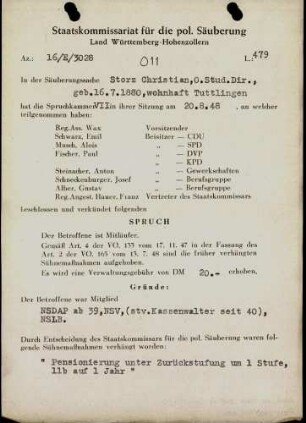 Staatskommissariat für die pol. Säuberung
Land Württemberg-Hohenzollern
Az.: 16/E/3028 L. 479
011
In der Säuberungssache Storz Christian,O.Stud.Dir.,
geb.16.7.1880,wohnhaft Tuttlingen
hat die Spruchkammer VII in ihrer Sitzung am 20.8.48 , an welcher
teilgenommen haben:
Reg.Ass. Wax Vorsitzender
Schwarz, Emil Beisitzer — CDU
Musch, Alois „ — SPD
Fischer, Paul „ — DVP
„ — KPD
Steinacher, Anton „ — Gewerkschaften
Schneckenburger, Josef „ — Berufsgruppe
Alber, Gustav „ — Berufsgruppe
Reg.Angest. Hauer, Franz Vertreter des Staatskommissars
beschlossen und verkündet folgenden
SPRUCH
Der Betroffene ist Mitläufer.
Gemäß Art. 4 der VO. 133 vom 17. 11. 47 in der Fassung des
Art. 2 der VO. 165 vom 13. 7. 48 sind die früher verhängten
Sühnemaßnahmen aufgehoben.
Es wird eine Verwaltungsgebühr von DM 20.- erhoben.
Gründe:
Der Betroffene war Mitglied
NSDAP ab 39,NSV,(stv.Kassenwalter seit 40),
NSLB.
Durch Entscheidung des Staatskommissars für die pol. Säuberung waren fol-
gende Sühnemaßnahmen verhängt worden:
" Pensionierung unter Zurückstufung um 1 Stufe,
11b auf 1 Jahr "